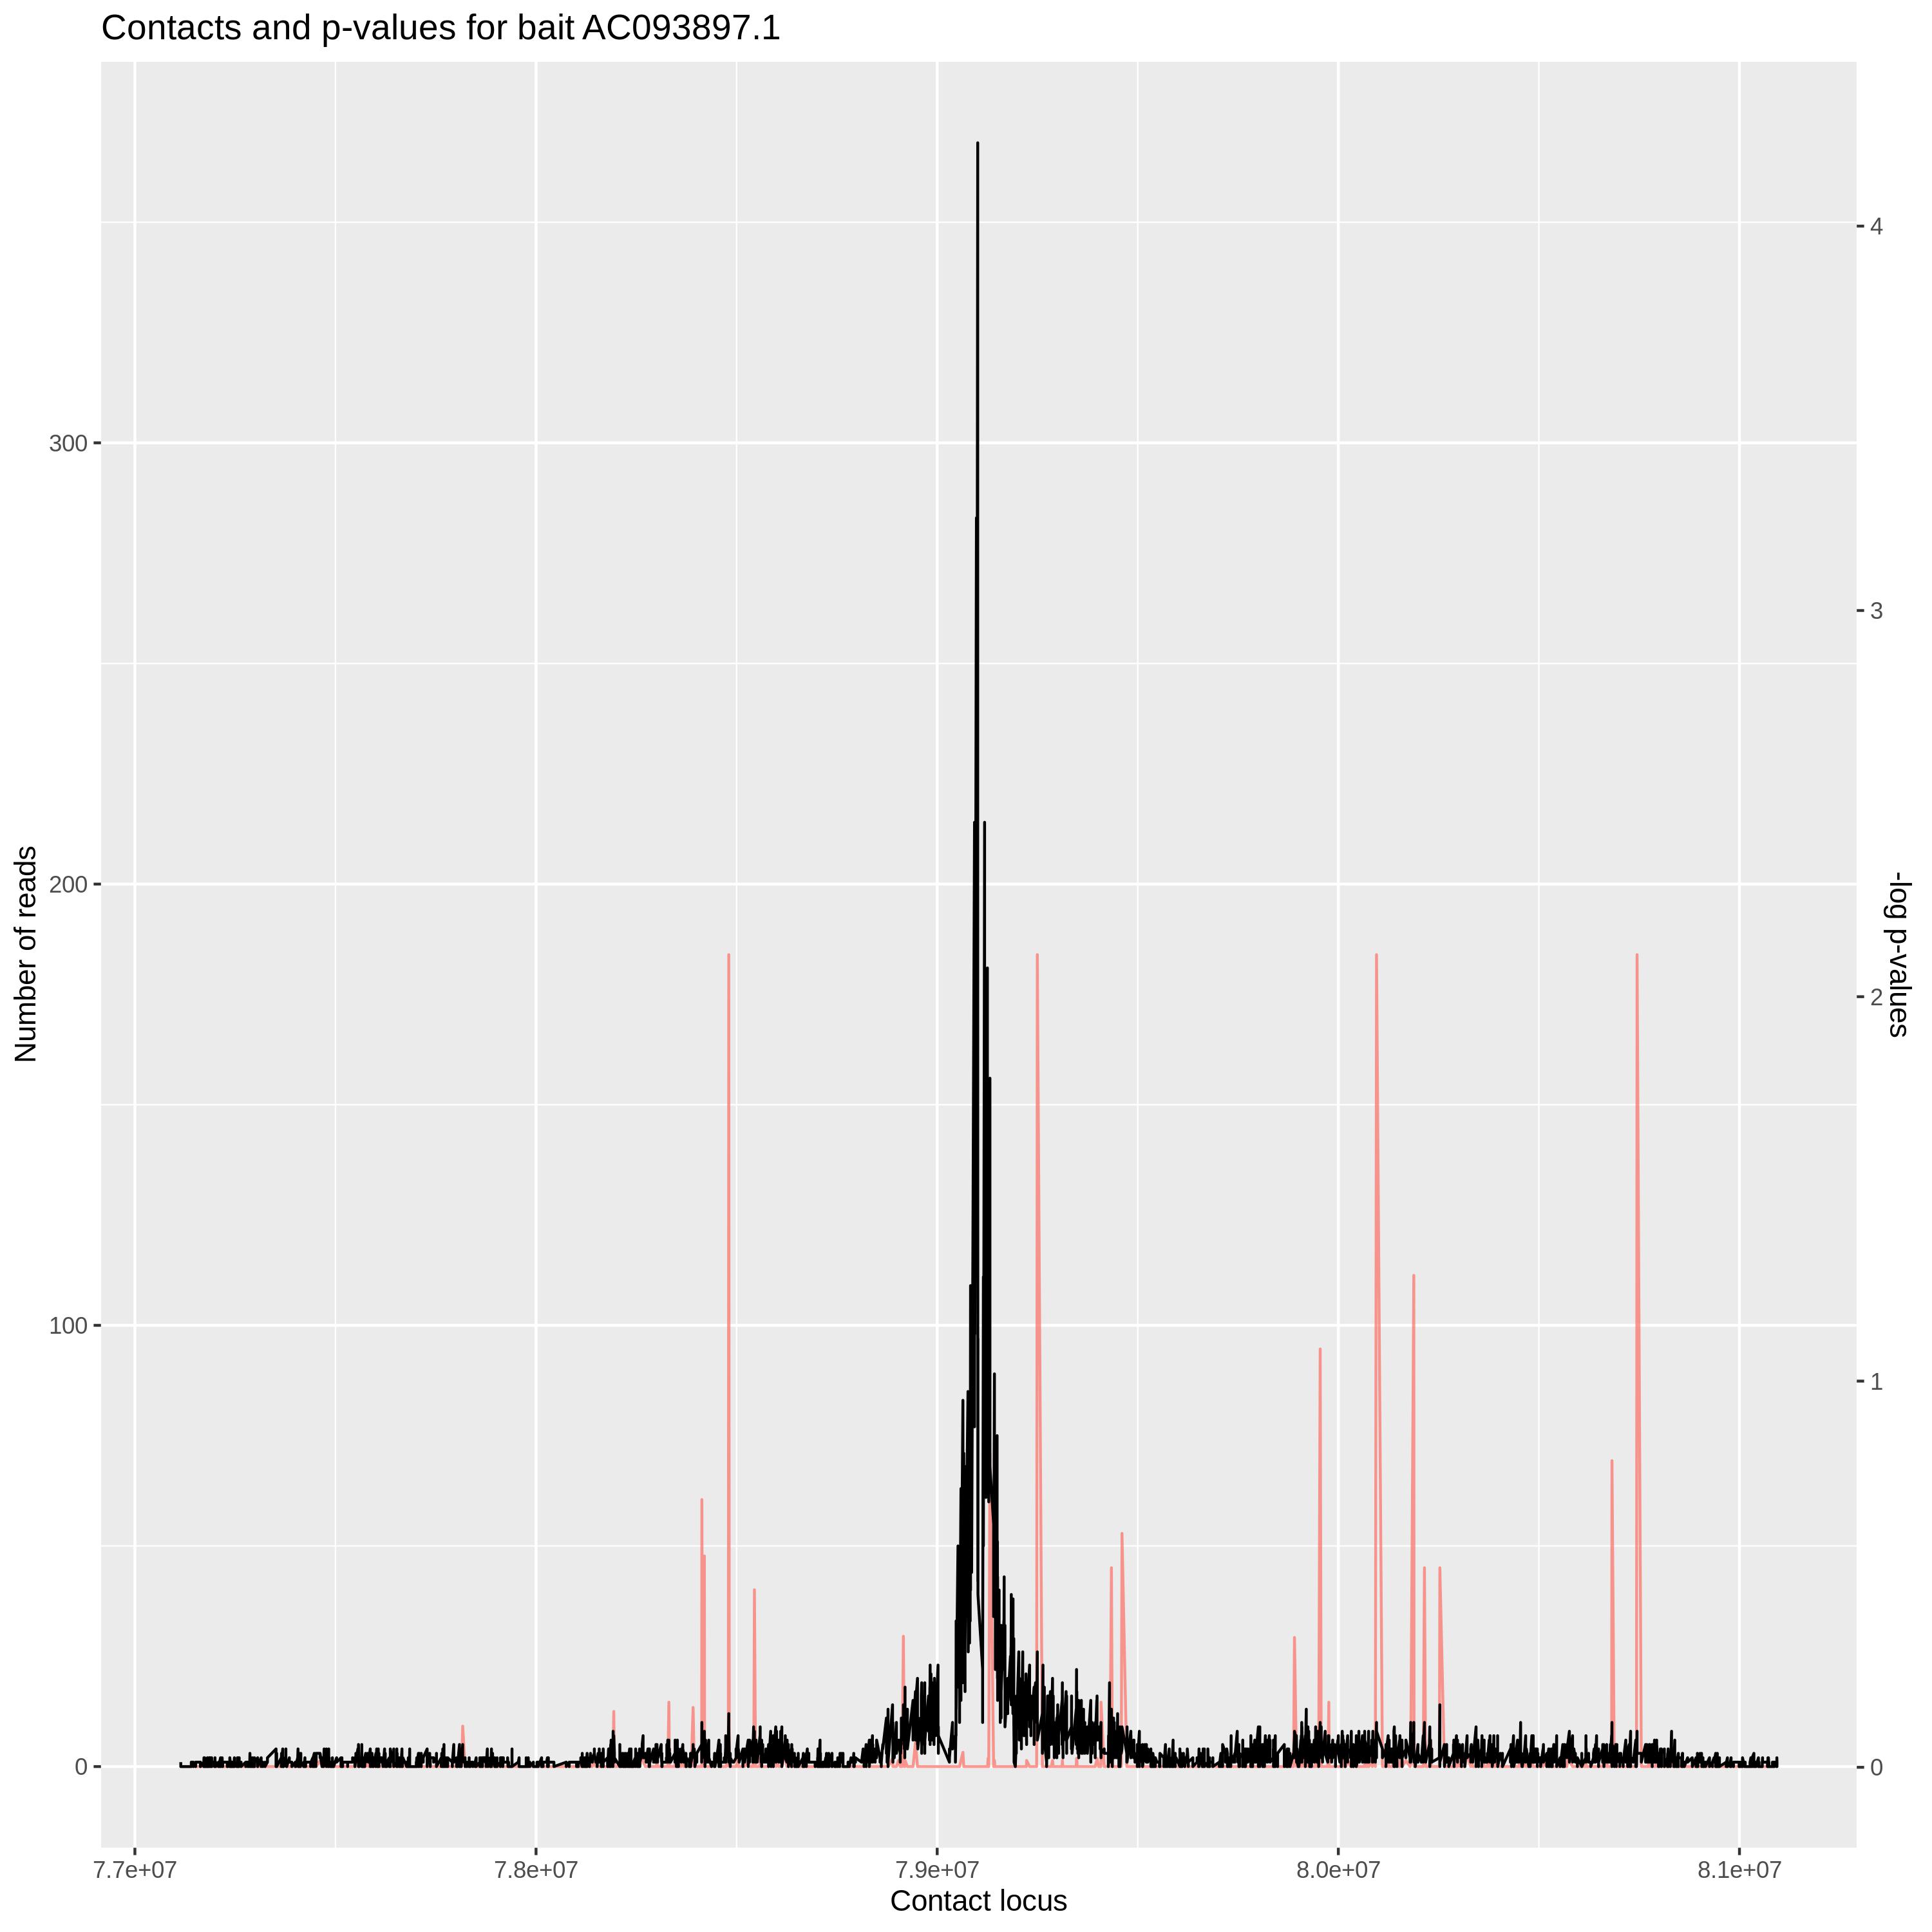 Contacts and p-values for bait AC093897.1
300
200
100
0
4
3
2
1
0
Number of reads
-log p-values
7.7e+07 7.8e+07 7.9e+07 8.0e+07 8.1e+07
Contact locus